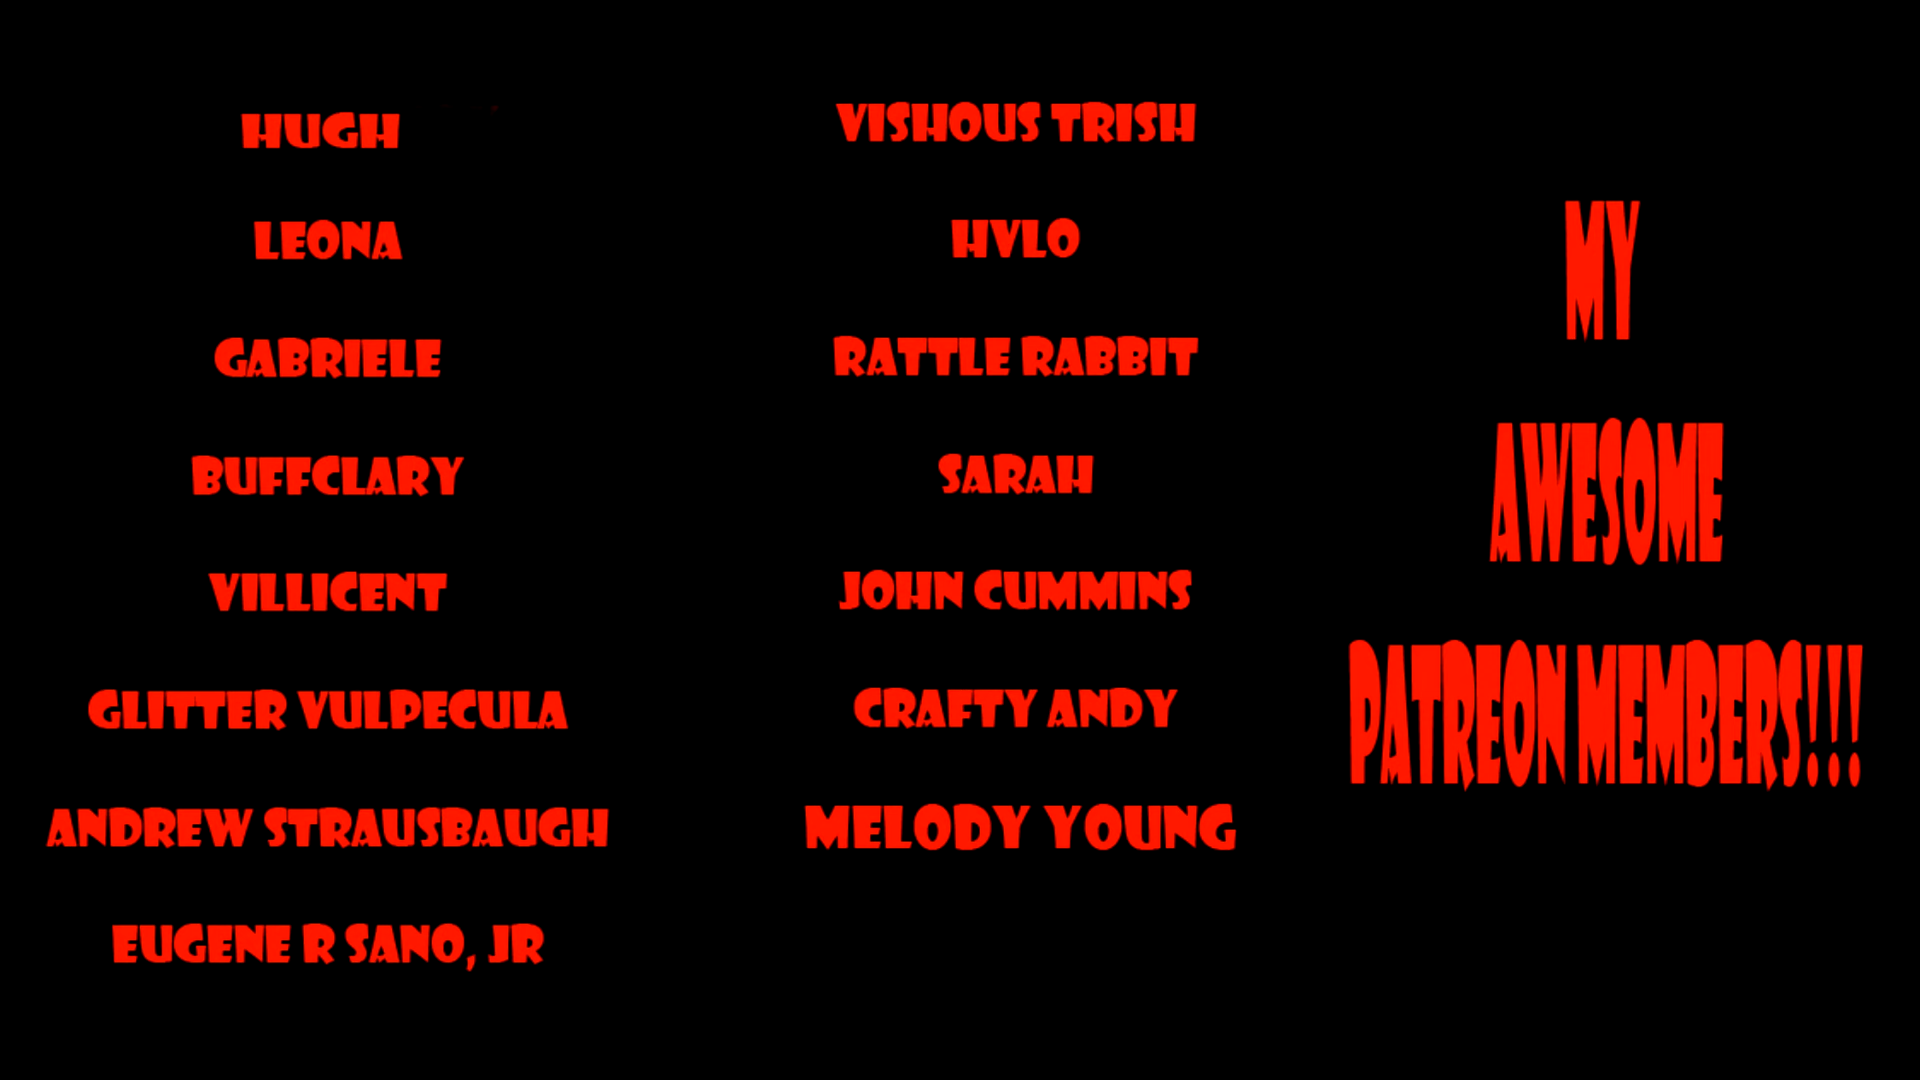 HUGH
LEONA
GABRIELE
BUFFCLARY
VILLICENT
GLITTER VULPECULA
ANDREW STRAUSBAUGH
EUGENE R SANO, JR
VISHOUS TRISH
HVLO
RATTLE RABBIT
SARAH
JOHN CUMMINS
CRAFTY ANDY
MELODY YOUNG
MY
AWESOME
PATREON MEMBERS!!!